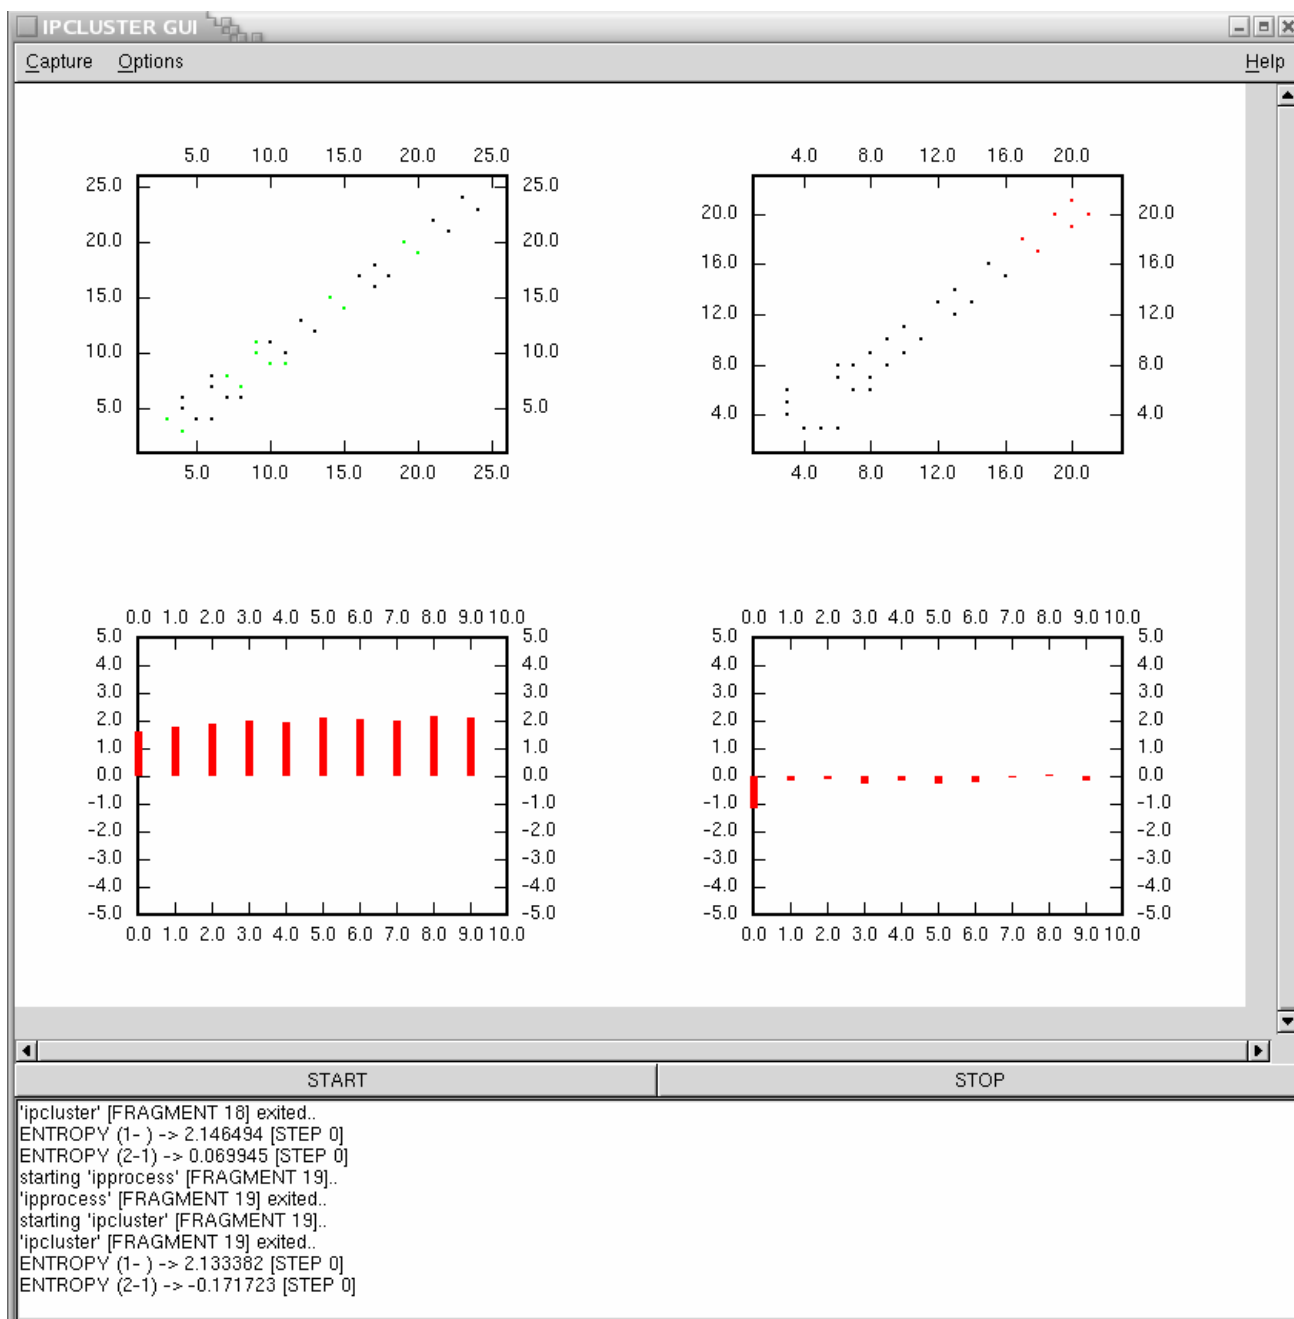 IPCLUSTER GUI
Capture Options Help
5.0 10.0 15.0 20.0 25.0 4.0 8.0 12.0 16.0 20.0
25.0 25.0
20.0 20.0 20.0 20.0
16.0 16.0
15.0 15.0
12.0 12.0
10.0 10.0
8.0 8.0
5.0 5.0 4.0 4.0
5.0 10.0 15.0 20.0 25.0 4.0 8.0 12.0 16.0 20.0
0.0 1.0 2.0 3.0 4.0 5.0 6.0 7.0 8.0 9.0 10.0 0.0 1.0 2.0 3.0 4.0 5.0 6.0 7.0 8.0 9.0 10.0
5.0 5.0 5.0 5.0
4.0 4.0 4.0 4.0
3.0 3.0 3.0 3.0
2.0 2.0 2.0 2.0
1.0 1.0 1.0 1.0
0.0 0.0 0.0 0.0
-1.0 -1.0 -1.0 -1.0
-2.0 -2.0 -2.0 -2.0
-3.0 -3.0 -3.0 -3.0
-4.0 -4.0 -4.0 -4.0
-5.0 -5.0 -5.0 -5.0
0.0 1.0 2.0 3.0 4.0 5.0 6.0 7.0 8.0 9.0 10.0 0.0 1.0 2.0 3.0 4.0 5.0 6.0 7.0 8.0 9.0 10.0
START STOP
'ipcluster' [FRAGMENT 18] exited..
ENTROPY (1- ) -> 2.146494 [STEP 0]
ENTROPY (2-1) -> 0.069945 [STEP 0]
starting 'ipprocess' [FRAGMENT 19]..
'ipprocess' [FRAGMENT 19] exited..
starting 'ipcluster' [FRAGMENT 19]..
'ipcluster' [FRAGMENT 19] exited..
ENTROPY (1- ) -> 2.133382 [STEP 0]
ENTROPY (2-1) -> -0.171723 [STEP 0]